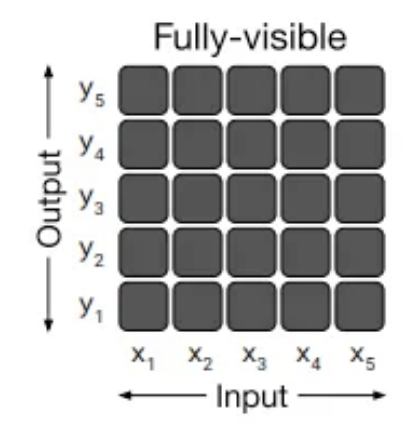 Fully-visible
Output
y5
y4
y3
y2
y1
x1 x2 x3 x4 x5
Input